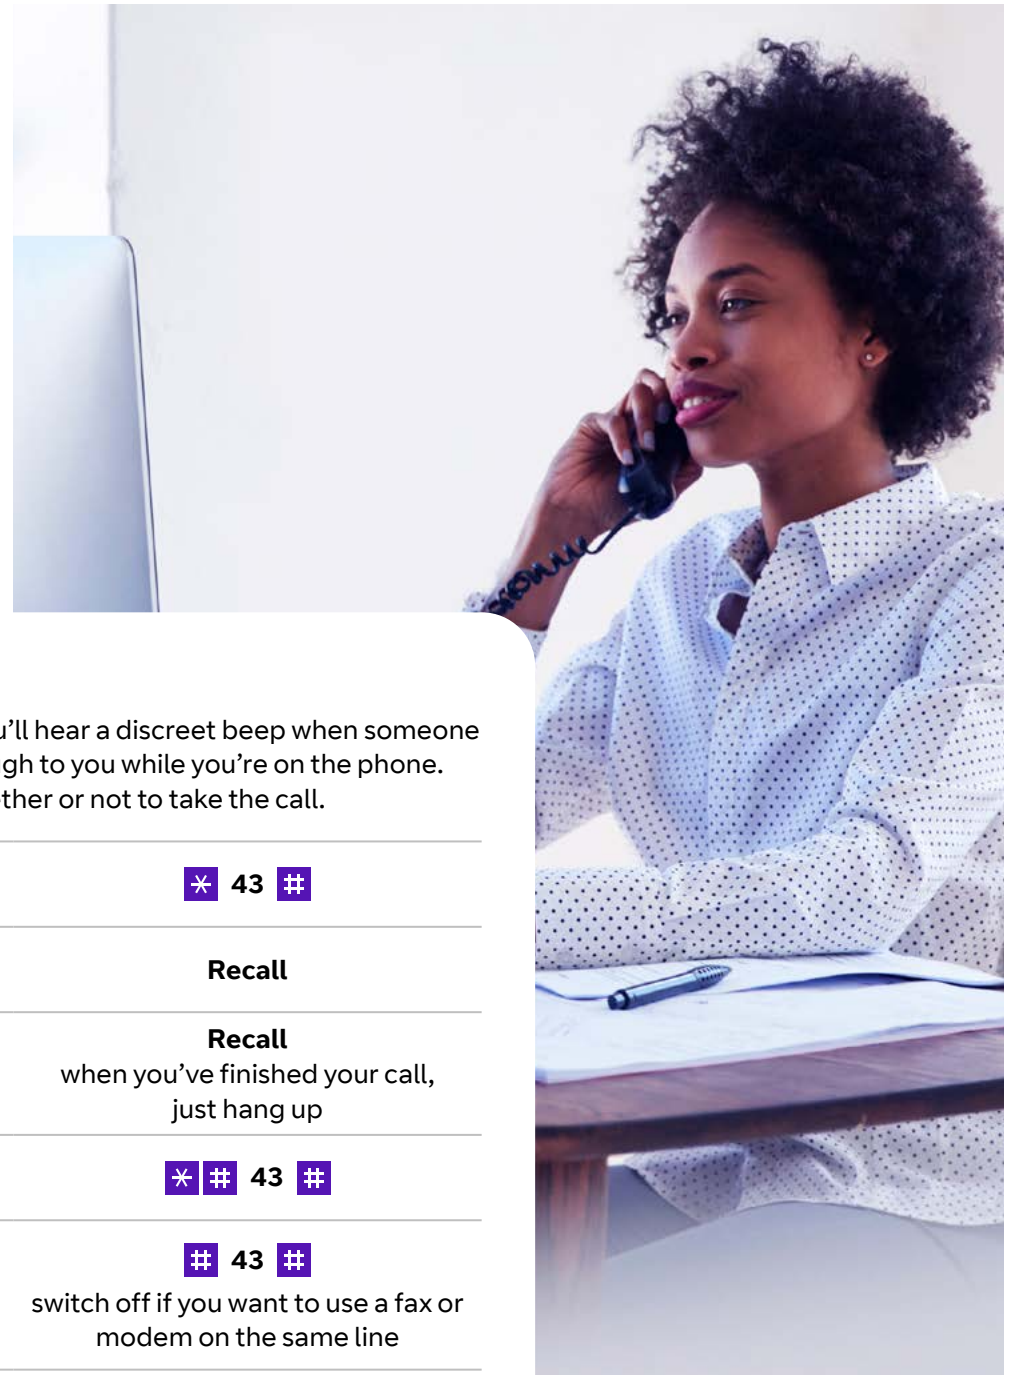 u'll hear a discreet beep when someone
gh to you while you're on the phone.
ther or not to take the call.
* 43 #
Recall
Recall
when you've finished your call,
just hang up
*# 43 #
# 43 #
switch off if you want to use a fax or
modem on the same line